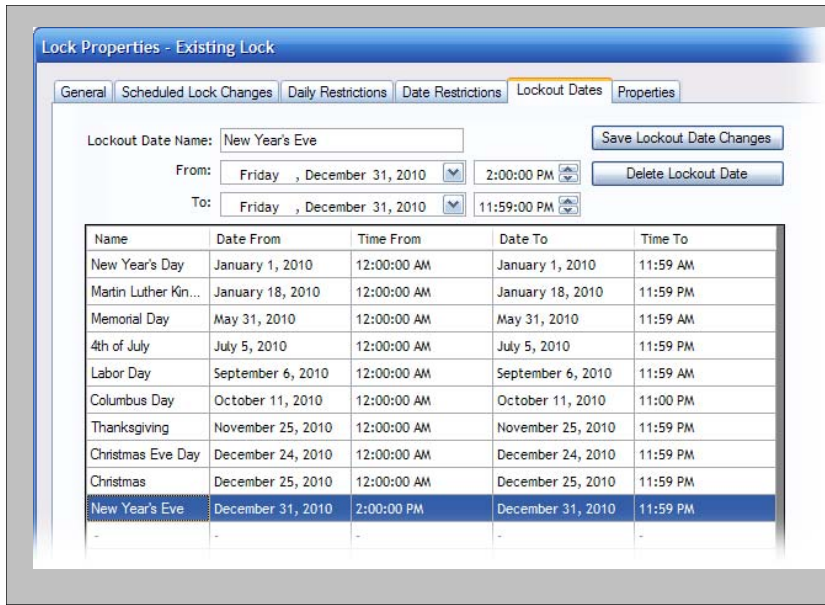 Lock Properties - Existing Lock
General Scheduled Lock Changes Daily Restrictions Date Restrictions Lockout Dates Properties
Lockout Date Name: New Year's Eve Save Lockout Date Changes
From: Friday , December 31, 2010 2:00:00 PM Delete Lockout Date
To: Friday , December 31, 2010 11:59:00 PM
Name Date From Time From Date To Time To
New Year's Day January 1, 2010 12:00:00 AM January 1, 2010 11:59 AM
Martin Luther Kin... January 18, 2010 12:00:00 AM January 18, 2010 11:59 PM
Memorial Day May 31, 2010 12:00:00 AM May 31, 2010 11:59 AM
4th of July July 5, 2010 12:00:00 AM July 5, 2010 11:59 PM
Labor Day September 6, 2010 12:00:00 AM September 6, 2010 11:59 AM
Columbus Day October 11, 2010 12:00:00 AM October 11, 2010 11:00 PM
Thanksgiving November 25, 2010 12:00:00 AM November 25, 2010 11:59 PM
Christmas Eve Day December 24, 2010 12:00:00 AM December 24, 2010 11:59 PM
Christmas December 25, 2010 12:00:00 AM December 25, 2010 11:59 PM
New Year's Eve December 31, 2010 2:00:00 PM December 31, 2010 11:59 PM
- - - - -